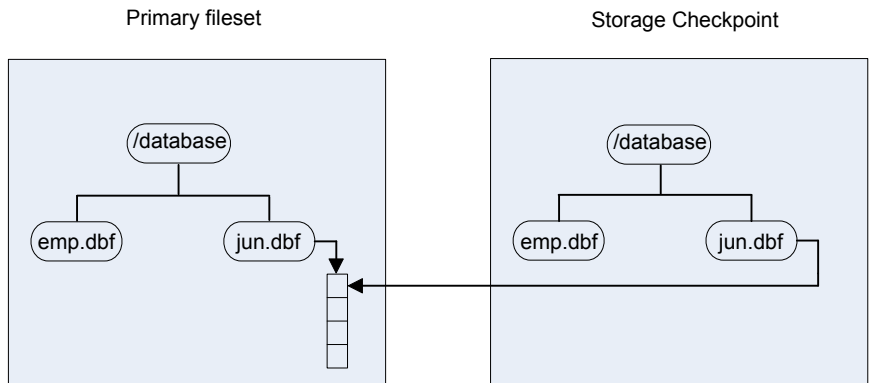 Primary fileset
Storage Checkpoint
/database
/database
emp.dbf
jun.dbf
emp.dbf
jun.dbf